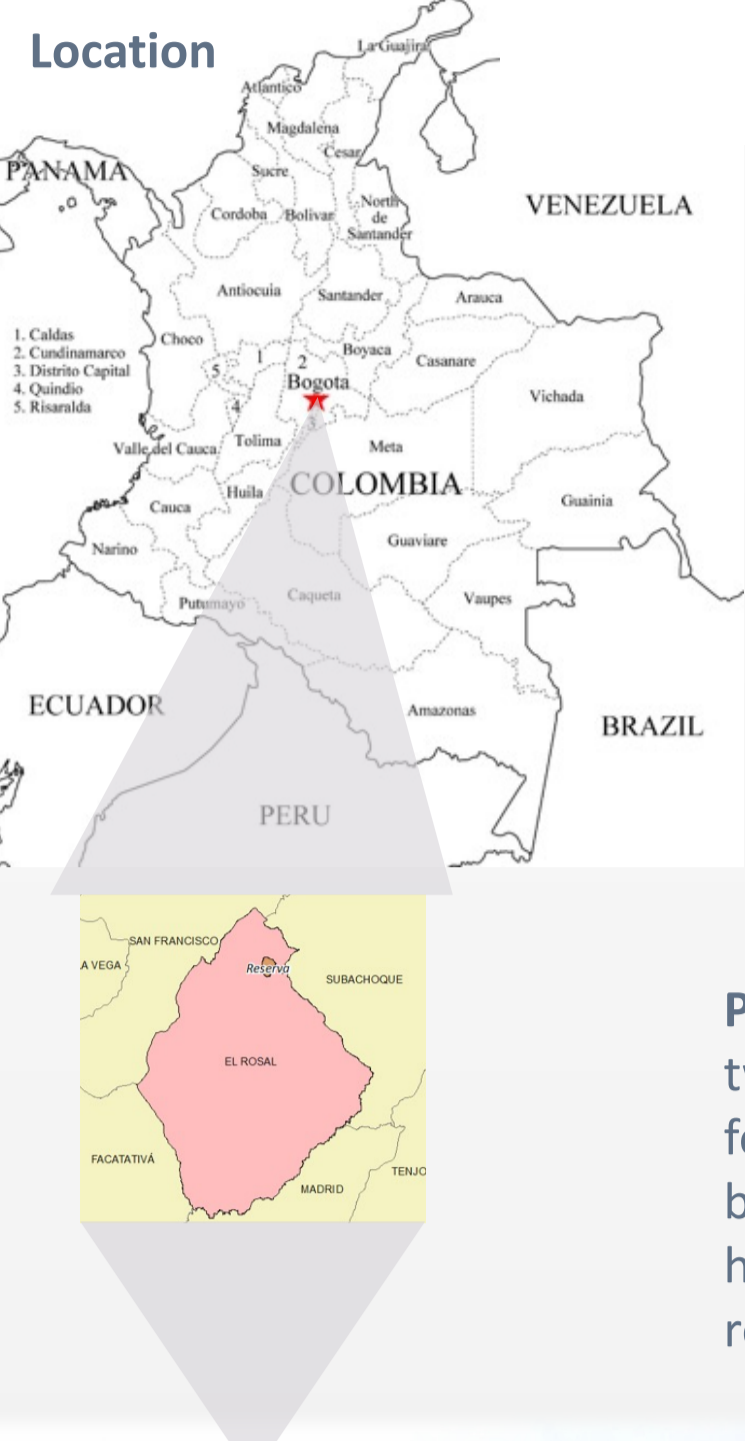 Location
La Guajira
Atlantico
Magdalena
Cesar
PANAMA
Sucre
VENEZUELA
North
de
Santander
Cordoba
Bolivar
Antiocuia
Santander
Arauca
1. Caldas
2. Cundinamarco
3. Distrito Capital
4. Quindio
5. Risaralda
Choco
1
2
Boyaca
Casanare
5
Bogota
Vichada
4
3
Valle del Cauca
Tolima
Meta
COLOMBIA
Huila
Cauca
Guainia
Narino
Guaviare
Putumayo
Caqueta
Vaupes
ECUADOR
Amazonas
BRAZIL
PERU
SAN FRANCISCO
A VEGA
Reserva
SUBACHOQUE
EL ROSAL
FACATATIVÁ
TENJO
MADRID
P